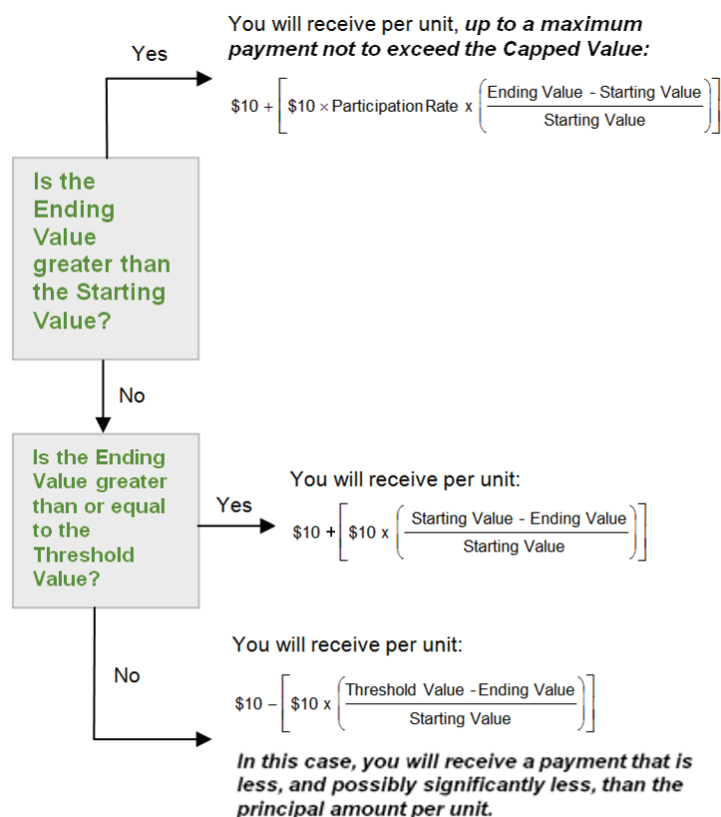 You will receive per unit, up to a maximum
payment not to exceed the Capped Value:
Yes
$10 + [ $10 × Participation Rate x ( Ending Value - Starting Value / Starting Value ) ]
Is the
Ending
Value
greater than
the Starting
Value?
No
Is the Ending
Value greater
than or equal
to the
Threshold
Value?
Yes
You will receive per unit:
$10 + [ $10 x ( Starting Value - Ending Value / Starting Value ) ]
No
You will receive per unit:
$10 – [ $10 x ( Threshold Value - Ending Value / Starting Value ) ]
In this case, you will receive a payment that is
less, and possibly significantly less, than the
principal amount per unit.